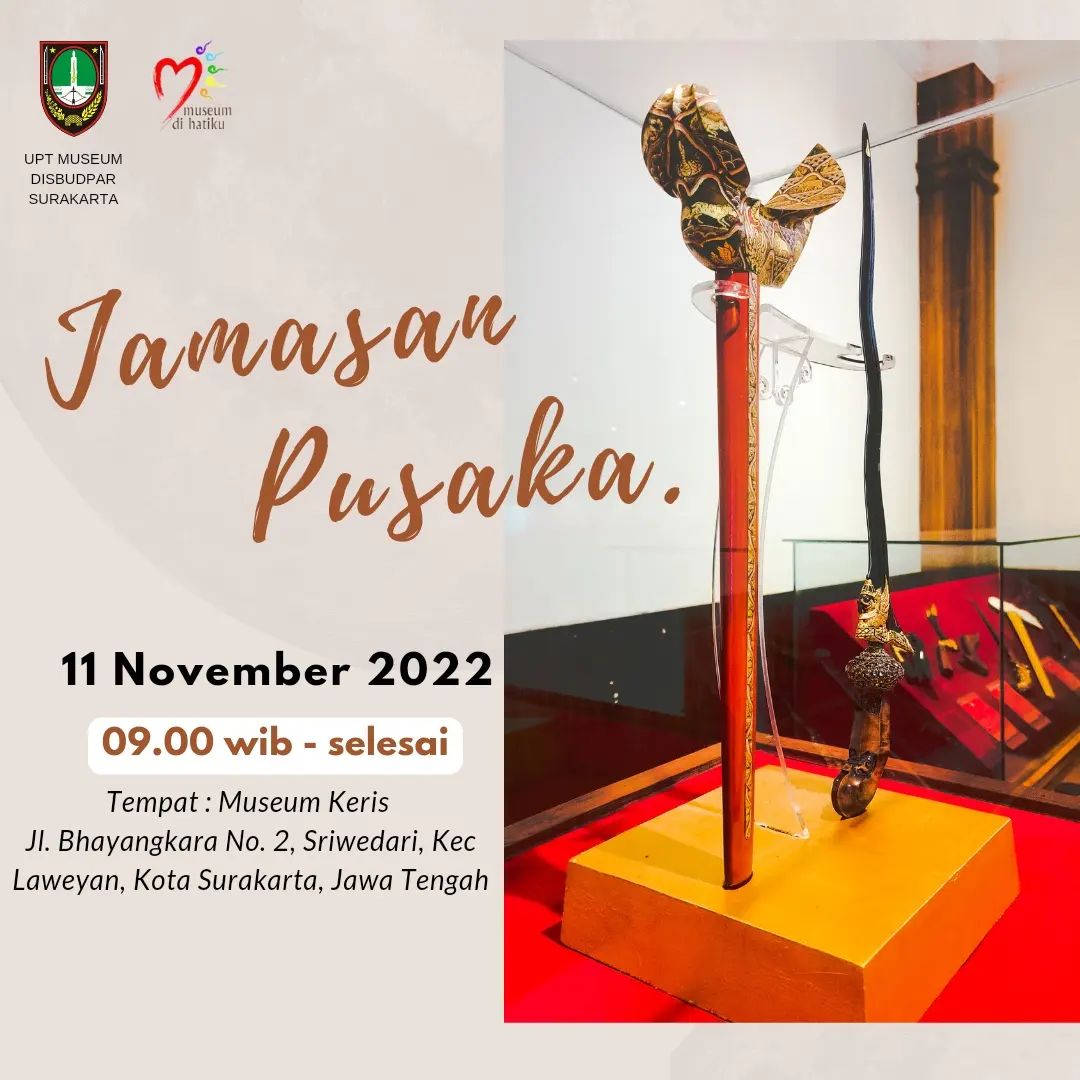 UPT MUSEUM
DISBUDPAR
SURAKARTA
museum
di hatiku
Jamasan
Pusaka.
11 November 2022
09.00 wib - selesai
Tempat : Museum Keris
Jl. Bhayangkara No. 2, Sriwedari, Kec
Laweyan, Kota Surakarta, Jawa Tengah